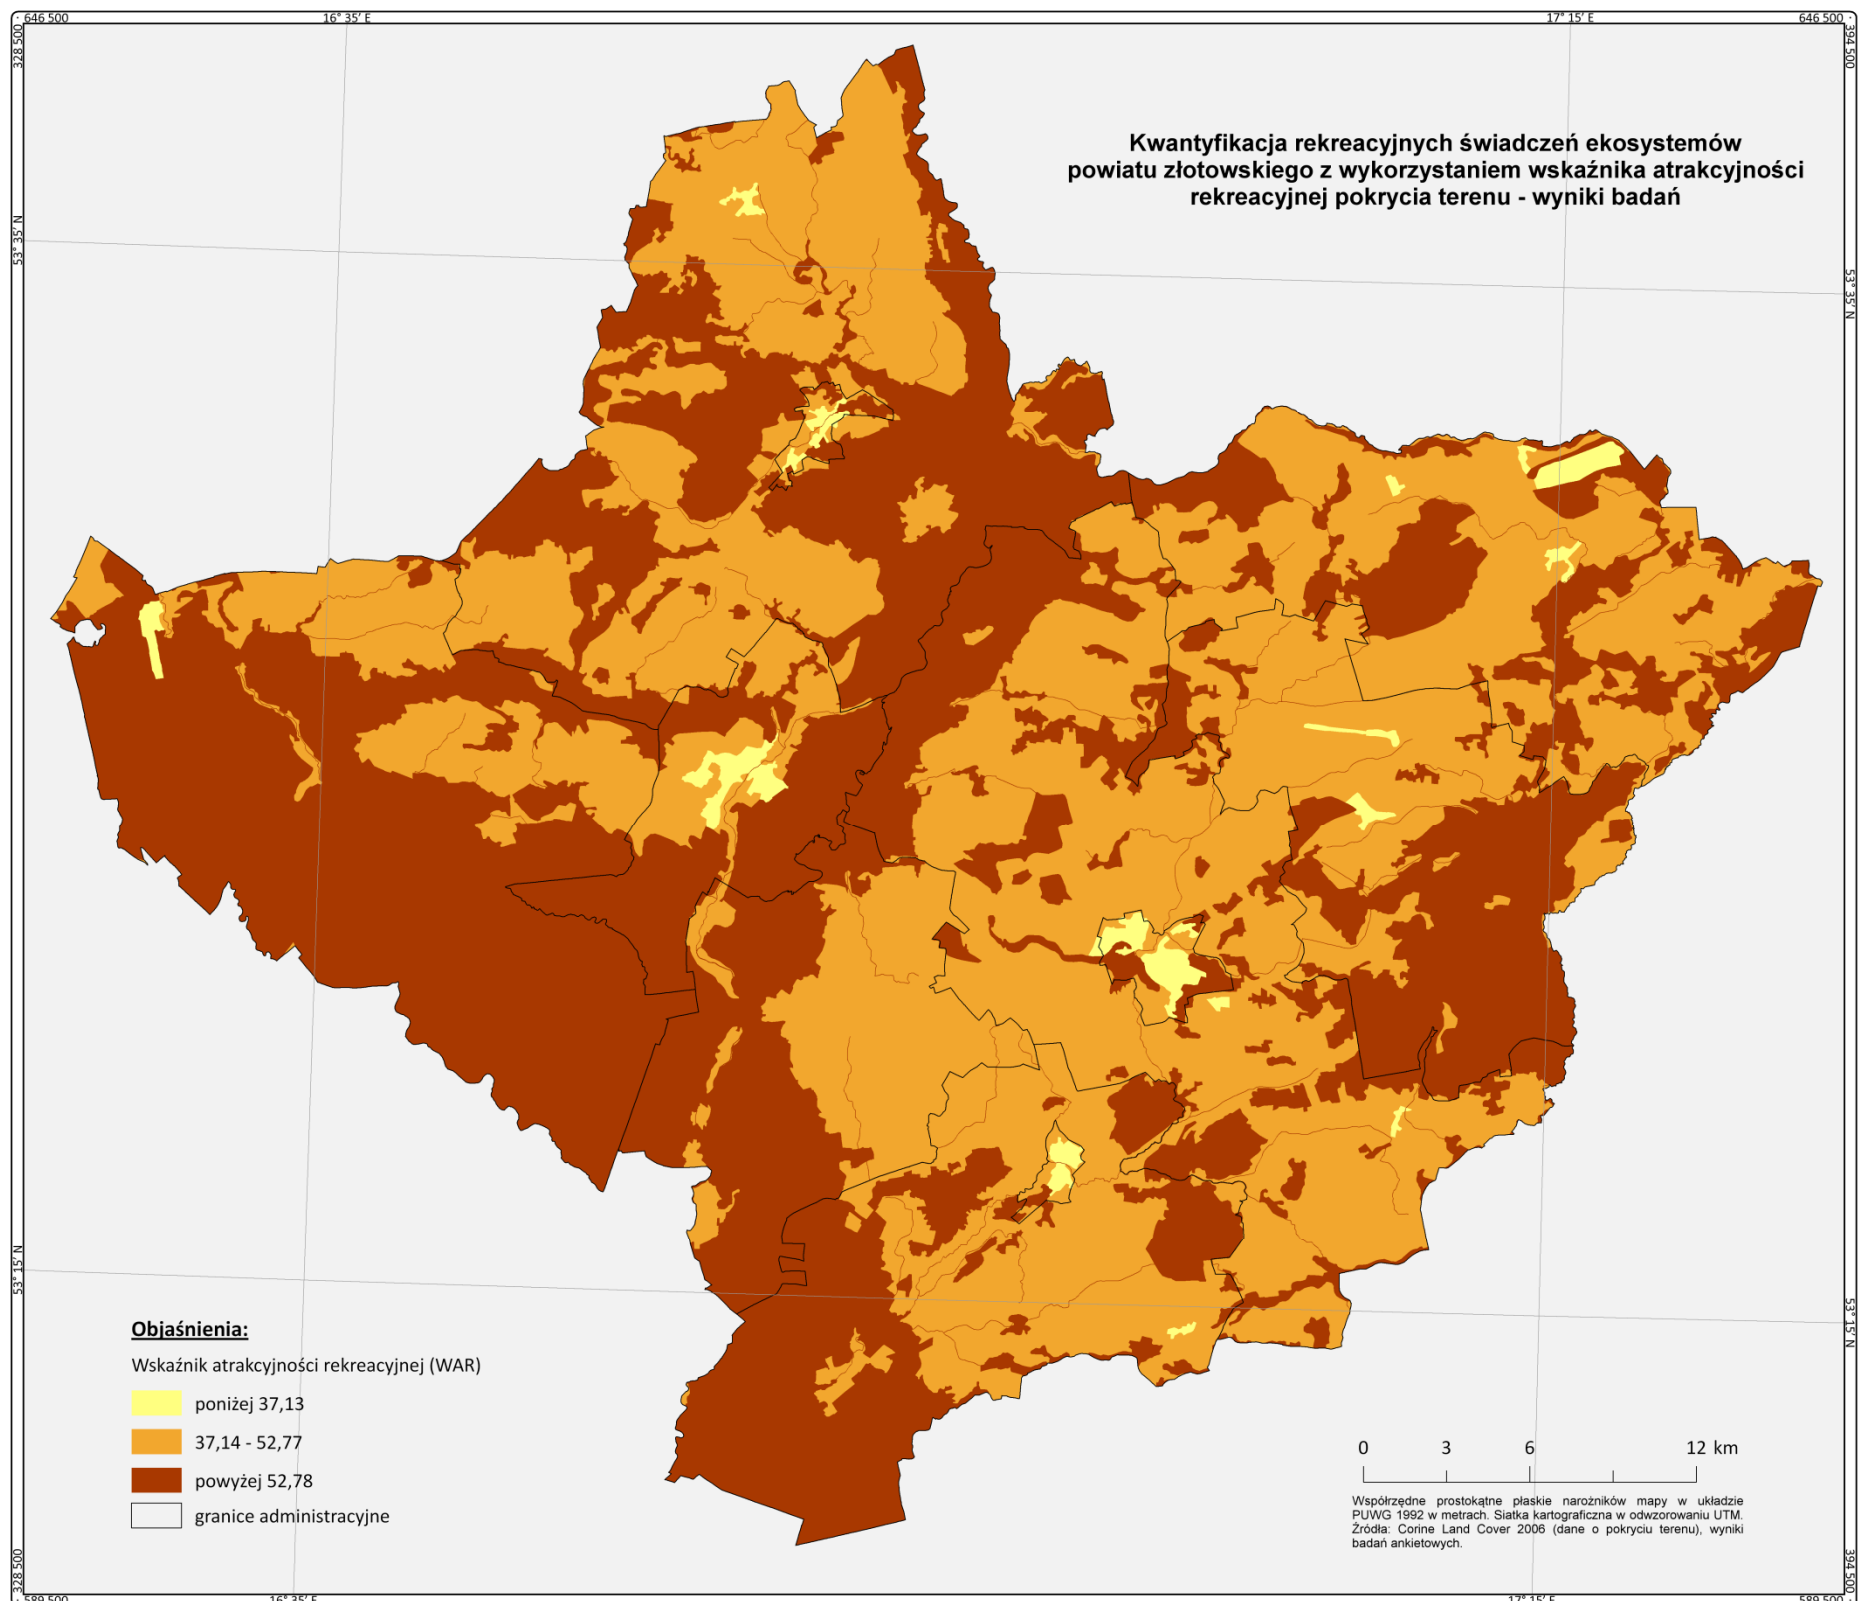 646 500
16° 35' E
17° 15' E
646 500
328 500
394 500
Kwantyfikacja rekreacyjnych świadczeń ekosystemów
powiatu złotowskiego z wykorzystaniem wskaźnika atrakcyjności
rekreacyjnej pokrycia terenu - wyniki badań
53° 35' N
53° 35' N
53° 15' N
53° 15' N
Objaśnienia:
Wskaźnik atrakcyjności rekreacyjnej (WAR)
poniżej 37,13
37,14 - 52,77
powyżej 52,78
granice administracyjne
0 3 6 12 km
Współrzędne prostokątne płaskie narożników mapy w układzie
PUWG 1992 w metrach. Siatka kartograficzna w odwzorowaniu UTM.
Źródła: Corine Land Cover 2006 (dane o pokryciu terenu), wyniki
badań ankietowych.
328 500
394 500
589 500
16° 35' E
17° 15' E
589 500